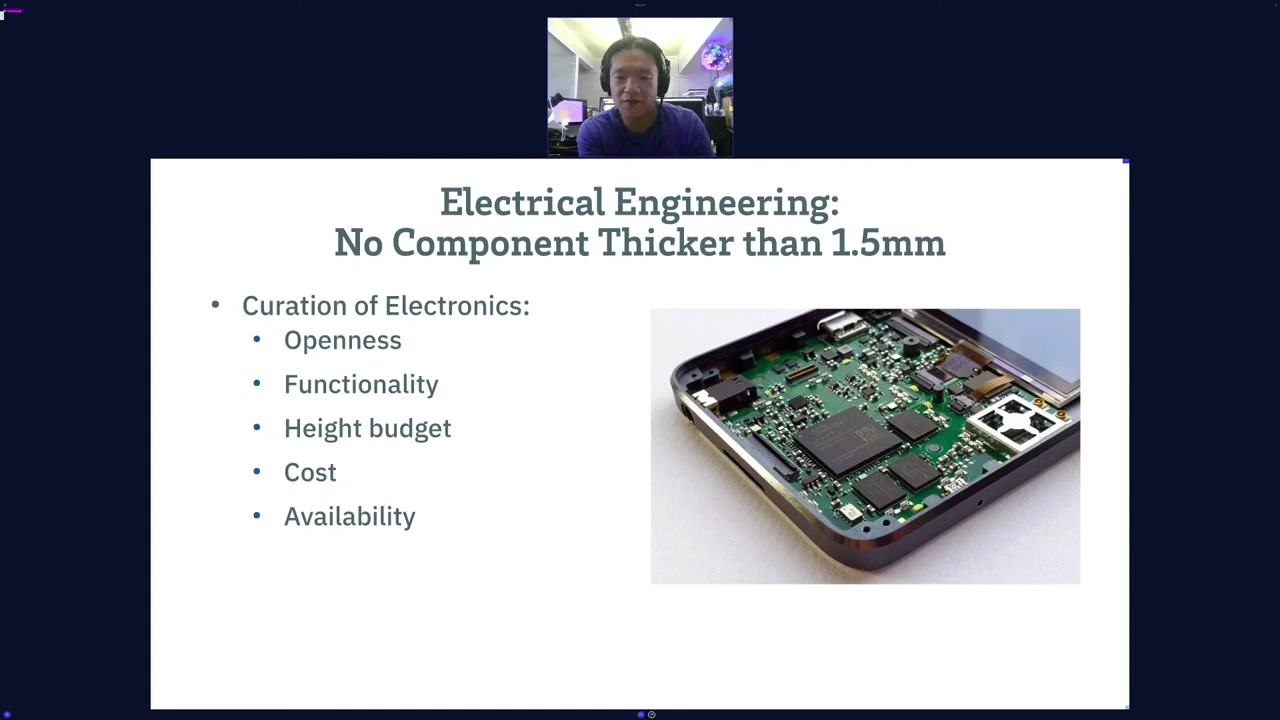 Electrical Engineering:
No Component Thicker than 1.5mm
• Curation of Electronics:
• Openness
• Functionality
• Height budget
• Cost
• Availability